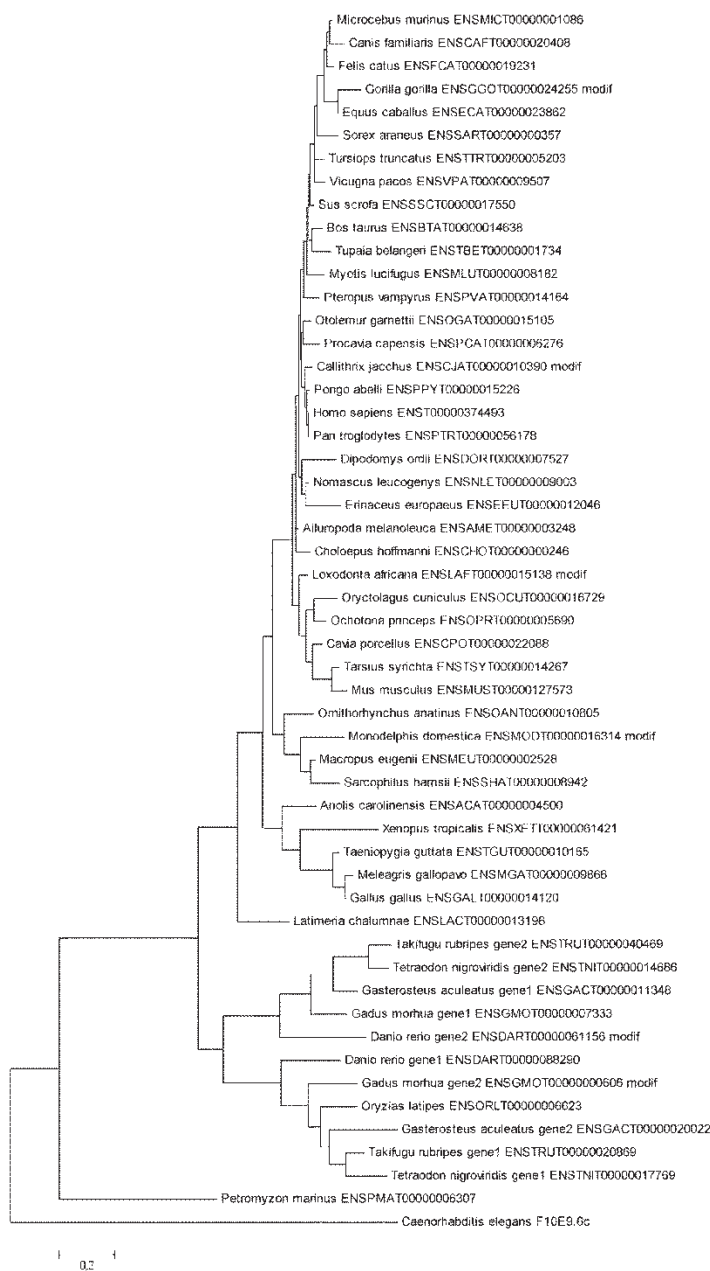 Microcebus murinus ENSMICT00000001086
Canis familiaris ENSCAFT00000020408
Felis catus ENSFCAT00000019231
Gorilla gorilla ENSGGOT00000024255 modif
Equus caballus ENSECAT00000023862
Sorex araneus ENSSART00000000357
Tursiops truncatus ENSTTRT00000005203
Vicugna pacos ENSVPAT00000009507
Sus scrofa ENSSSCT00000017550
Bos taurus ENSBTAT00000014638
Tupaia belangeri ENSTBET00000001734
Myotis lucifugus ENSMLUT00000008182
Pteropus vampyrus ENSPVAT00000014164
Otolemur garnettii ENSOGAT00000015105
Procavia capensis ENSPCAT00000006276
Callithrix jacchus ENSCJAT00000010390 modif
Pongo abelii ENSPPYT00000015226
Homo sapiens ENST00000374493
Pan troglodytes ENSPTRT00000056178
Dipodomys ordii ENSDORT00000007527
Nomascus leucogenys ENSNLET00000009003
Erinaceus europaeus ENSEEUT00000012046
Ailuropoda melanoleuca ENSAMET00000003248
Choloepus hoffmanni ENSCHOT00000000246
Loxodonta africana ENSLAFT00000015138 modif
Oryctolagus cuniculus ENSOCUT00000016729
Ochotona princeps ENSOPRT00000005690
Cavia porcellus ENSCPOT00000022088
Tarsius syrichta ENSTSYT00000014267
Mus musculus ENSMUST00000127573
Ornithorhynchus anatinus ENSOANT00000010805
Monodelphis domestica ENSMODT00000016314 modif
Macropus eugenii ENSMEUT00000002528
Sarcophilus harrisii ENSSHAT00000008942
Anolis carolinensis ENSACAT00000004500
Xenopus tropicalis ENSXETT00000061421
Taeniopygia guttata ENSTGUT00000010165
Meleagris gallopavo ENSMGAT00000009866
Gallus gallus ENSGALT00000014120
Latimeria chalumnae ENSLACT00000013196
Takifugu rubripes gene2 ENSTRUT00000040469
Tetraodon nigroviridis gene2 ENSTNIT00000014686
Gasterosteus aculeatus gene1 ENSGACT00000011348
Gadus morhua gene1 ENSGMOT00000007333
Danio rerio gene2 ENSDART00000061156 modif
Danio rerio gene1 ENSDART00000088290
Gadus morhua gene2 ENSGMOT00000000606 modif
Oryzias latipes ENSORLT00000006623
Gasterosteus aculeatus gene2 ENSGACT00000020022
Takifugu rubripes gene1 ENSTRUT00000020869
Tetraodon nigroviridis gene1 ENSTNIT00000017769
Petromyzon marinus ENSPMAT00000006307
Caenorhabditis elegans F10E9.6c